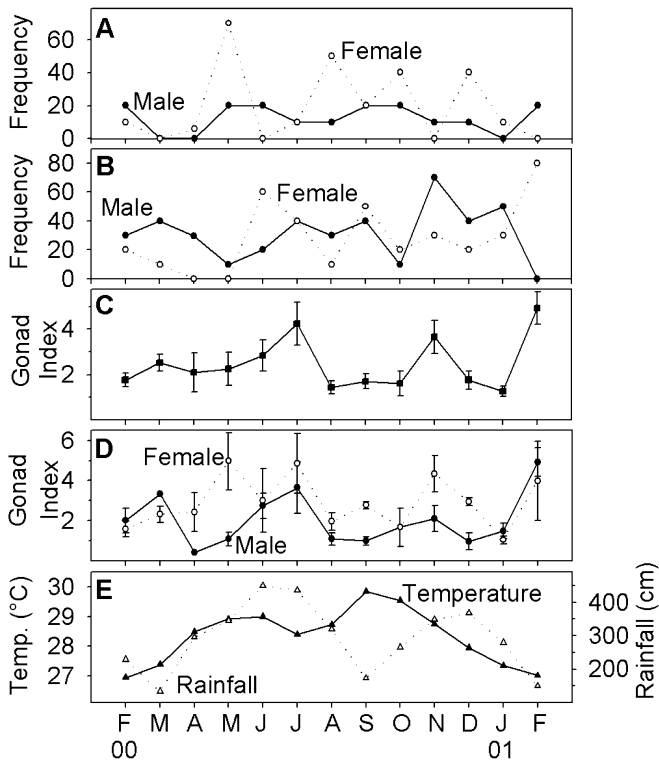 A
Frequency
60
40
20
0
Male
Female
B
Frequency
80
60
40
20
0
Male
Female
C
Gonad
Index
4
2
D
Gonad
Index
6
4
2
Female
Male
E
Temp. (°C)
30
29
28
27
Temperature
Rainfall
400
300
200
Rainfall (cm)
F M A M J J A S O N D J F
00 01